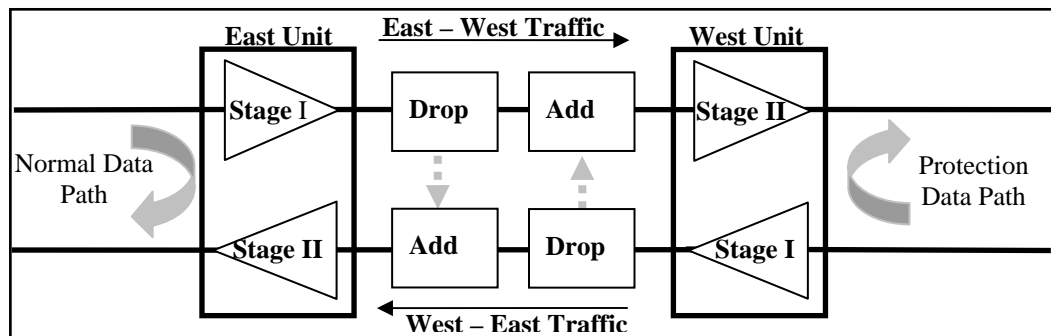 East Unit
East – West Traffic
West Unit
Stage I
Drop
Add
Stage II
Normal Data
Path
Protection
Data Path
Stage II
Add
Drop
Stage I
West – East Traffic